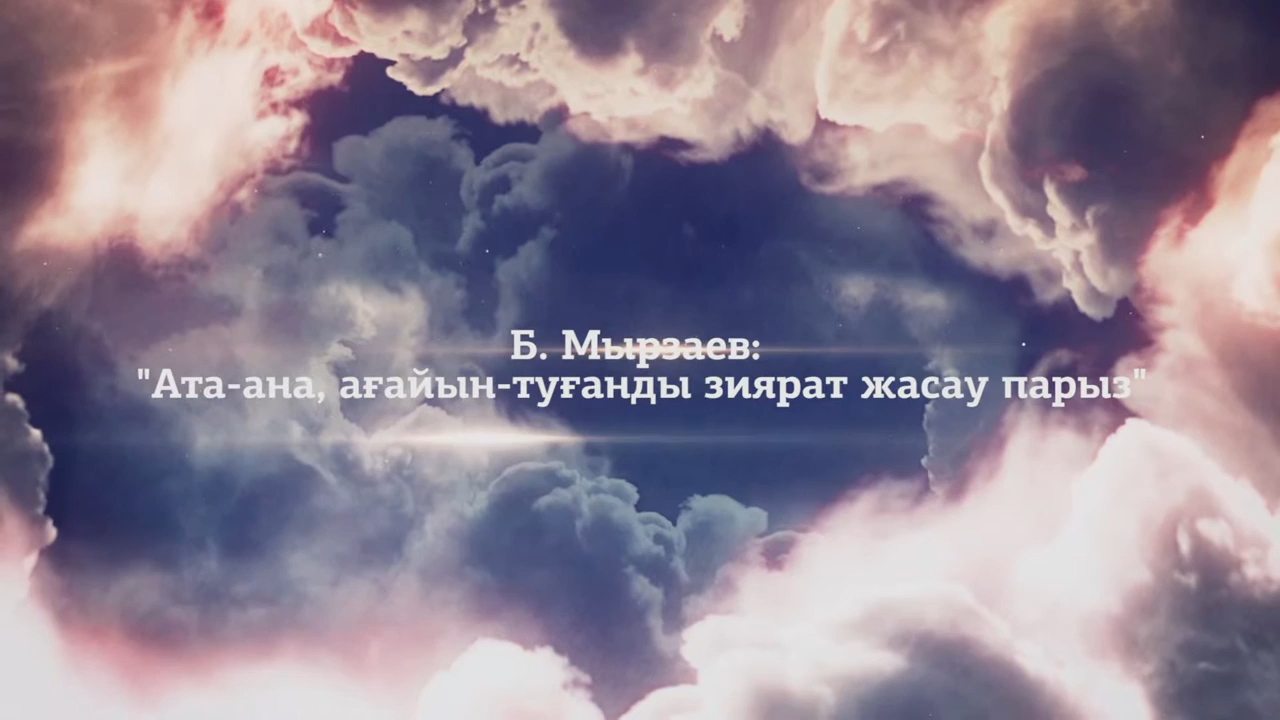 Б. Мырзаев:
"Ата-ана, ағайын-туғанды зиярат жасау парыз"